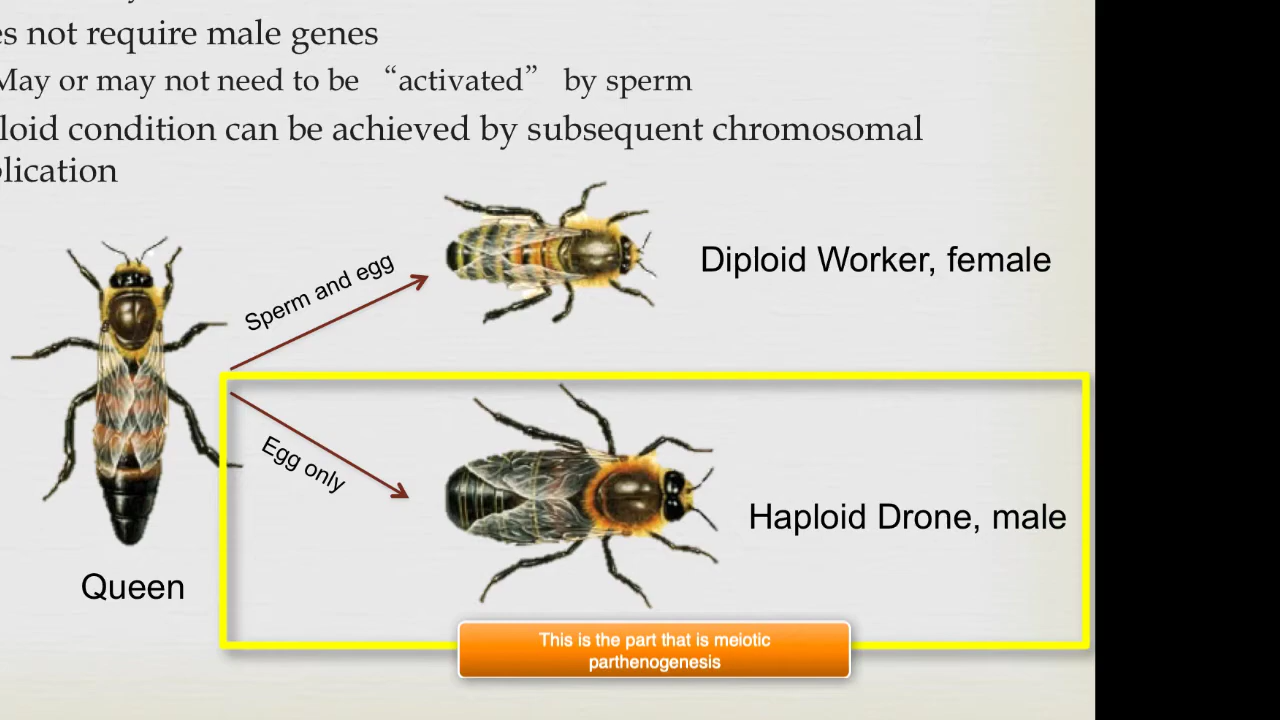 es not require male genes
May or may not need to be “activated” by sperm
loid condition can be achieved by subsequent chromosomal
lication
Sperm and egg
Diploid Worker, female
Egg only
Haploid Drone, male
Queen
This is the part that is meiotic
parthenogenesis